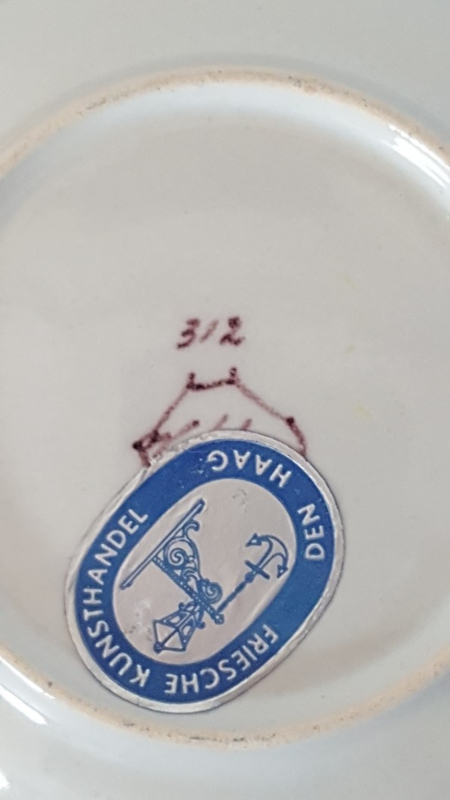 312
FRIESCHE KUNSTHANDEL
DEN HAAG